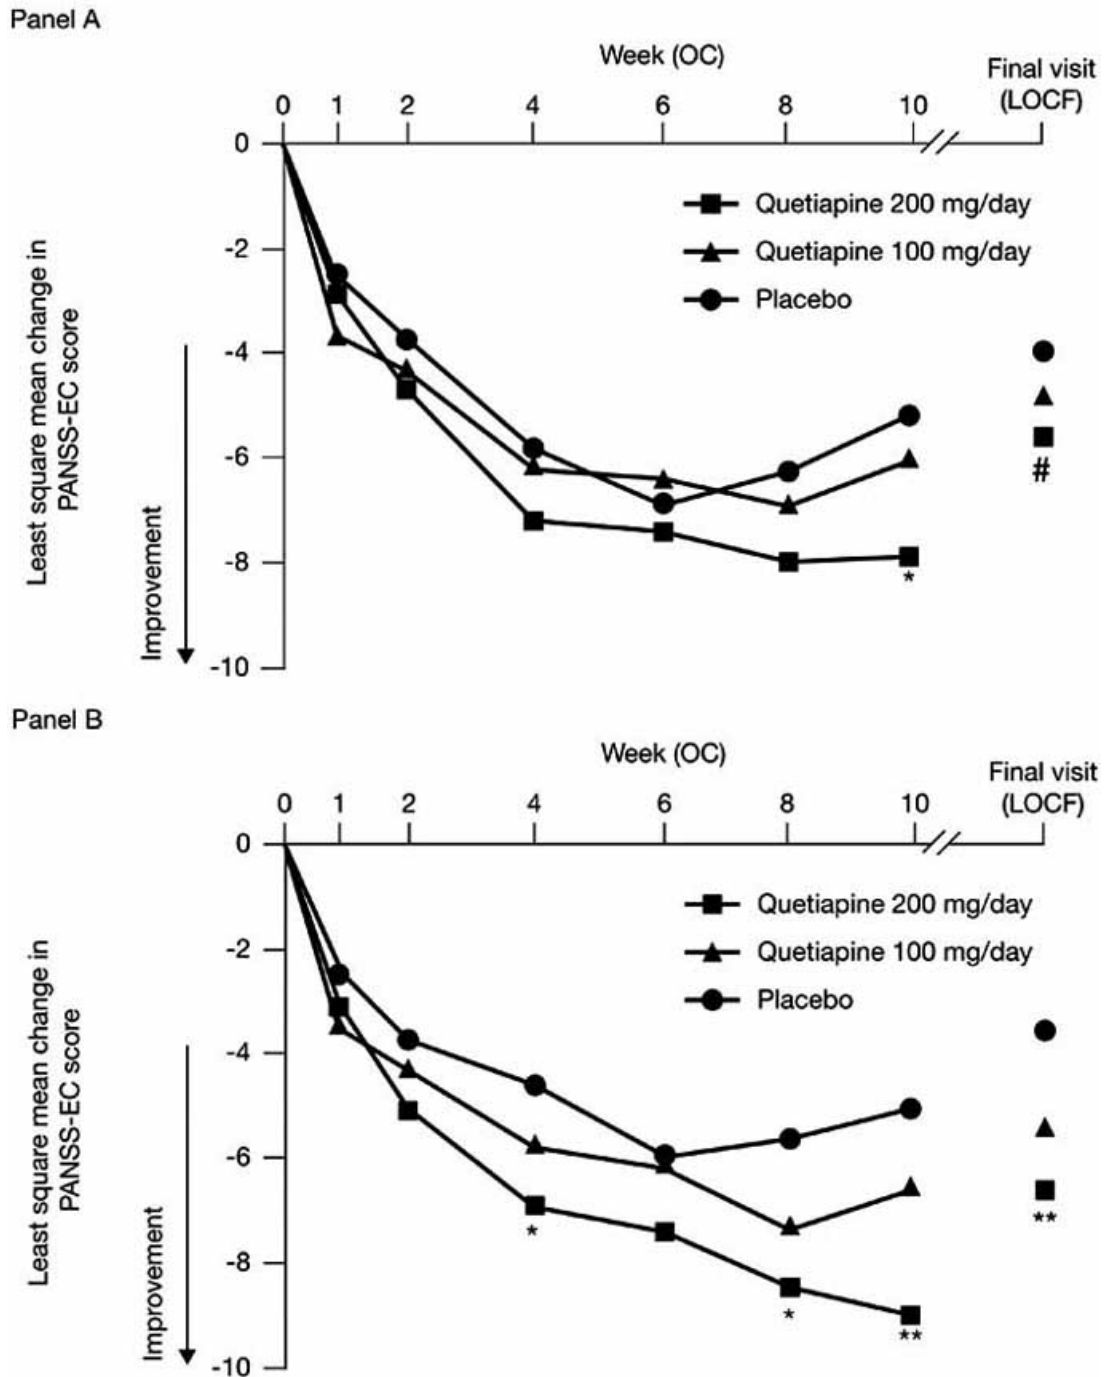 Panel A
Week (OC)
Final visit
(LOCF)
0 1 2 4 6 8 10
0
-2
-4
-6
-8
-10
Least square mean change in
PANSS-EC score
Improvement
Quetiapine 200 mg/day
Quetiapine 100 mg/day
Placebo
#
*
Panel B
Week (OC)
Final visit
(LOCF)
0 1 2 4 6 8 10
0
-2
-4
-6
-8
-10
Least square mean change in
PANSS-EC score
Improvement
Quetiapine 200 mg/day
Quetiapine 100 mg/day
Placebo
**
*
*
**